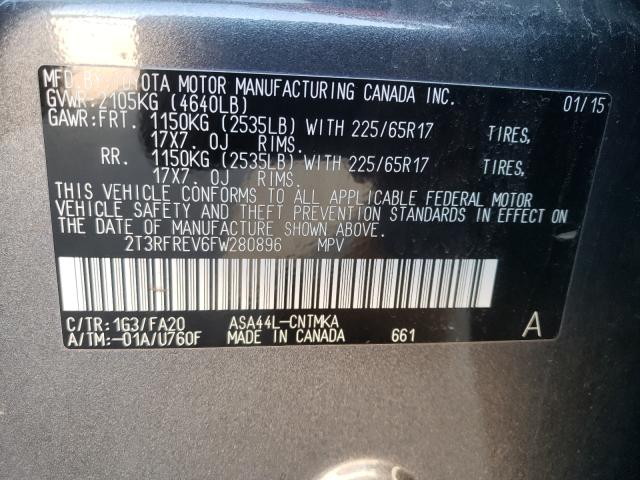 MFD BY TOYOTA MOTOR MANUFACTURING CANADA INC.
GVWR:2105KG (4640LB) 01/15
GAWR:FRT. 1150KG (2535LB) WITH 225/65R17 TIRES,
17X7. 0J RIMS.
RR. 1150KG (2535LB) WITH 225/65R17 TIRES,
17X7. 0J RIMS.
THIS VEHICLE CONFORMS TO ALL APPLICABLE FEDERAL MOTOR
VEHICLE SAFETY AND THEFT PREVENTION STANDARDS IN EFFECT ON
THE DATE OF MANUFACTURE SHOWN ABOVE.
2T3RFREV6FW280896 MPV
C/TR:1G3/FA20 ASA44L-CNTMKA
A/TM:-01A/U760F MADE IN CANADA 661 A